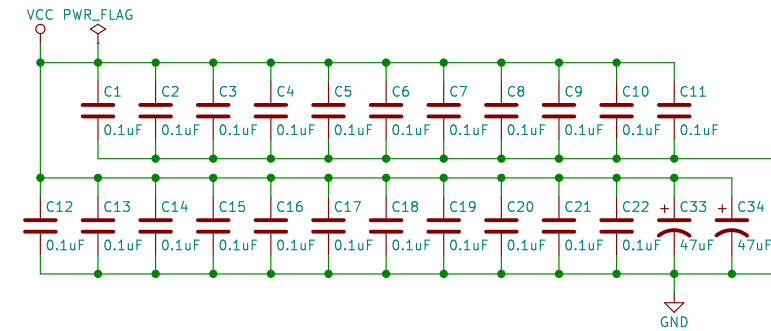 VCC PWR_FLAG
C1 C2 C3 C4 C5 C6 C7 C8 C9 C10 C11
0.1uF 0.1uF 0.1uF 0.1uF 0.1uF 0.1uF 0.1uF 0.1uF 0.1uF 0.1uF 0.1uF
C12 C13 C14 C15 C16 C17 C18 C19 C20 C21 C22 C33 C34
0.1uF 0.1uF 0.1uF 0.1uF 0.1uF 0.1uF 0.1uF 0.1uF 0.1uF 0.1uF 0.1uF 47uF 47uF
GND